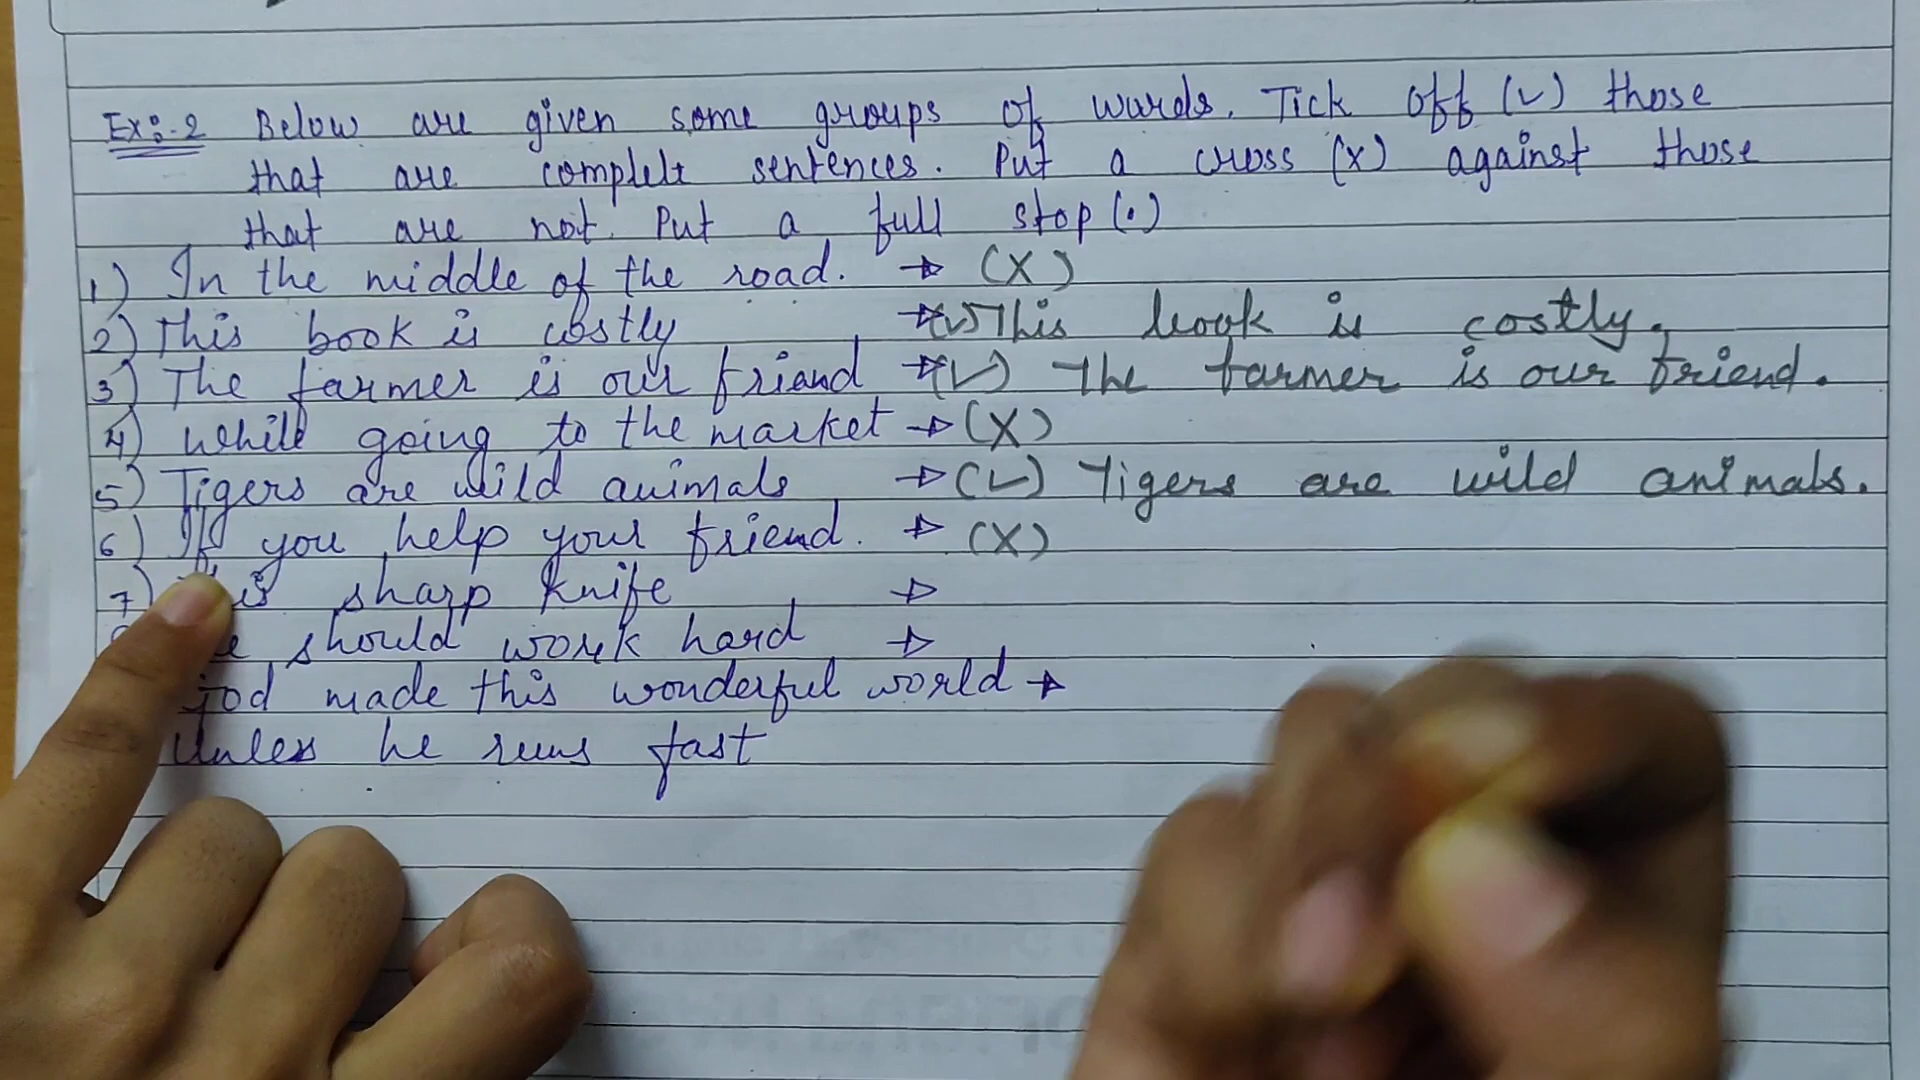 Ex:-2 Below are given some groups of words. Tick off (✓) those
that are complete sentences. Put a cross (X) against those
that are not. Put a full stop (.)
1) In the middle of the road. → (X)
2) This book is costly → (✓) This book is costly.
3) The farmer is our friend → (✓) The farmer is our friend.
4) while going to the market → (X)
5) Tigers are wild animals → (✓) Tigers are wild animals.
6) If you help your friend. → (X)
7) is sharp knife →
should work hard →
God made this wonderful world →
Unless he runs fast